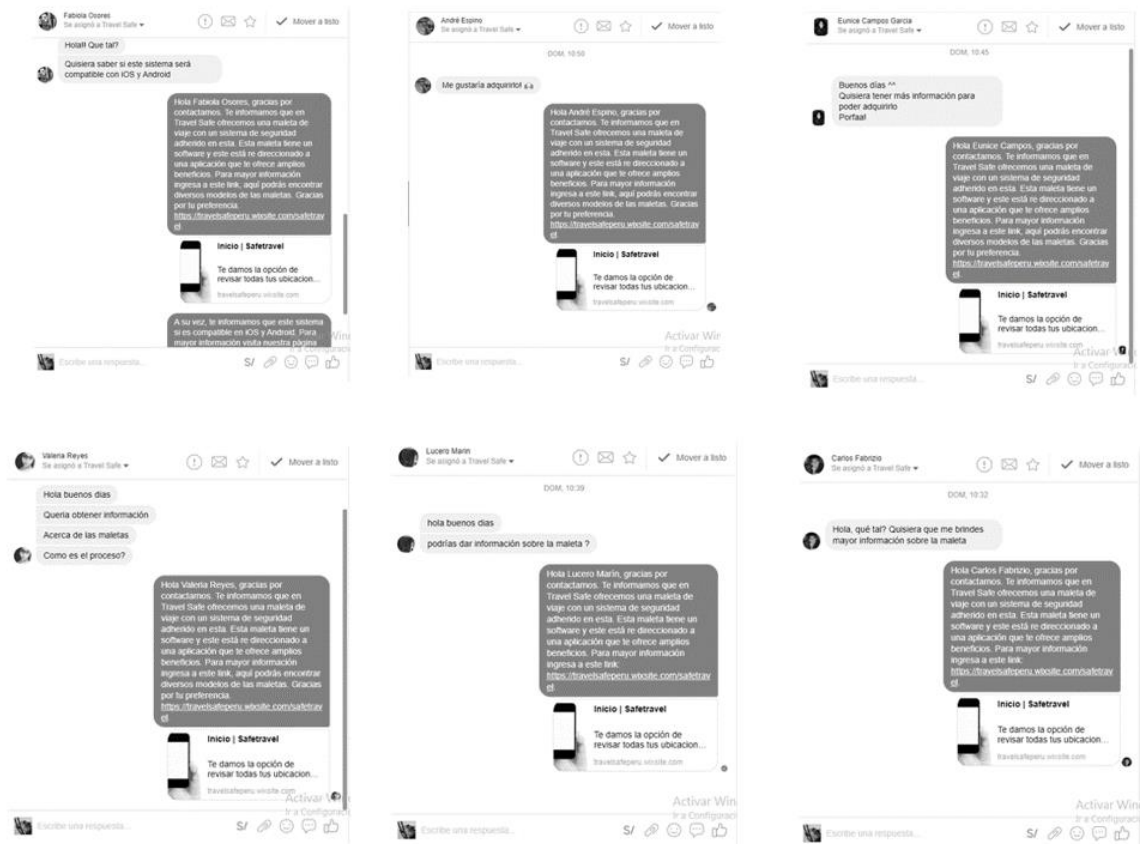 Fabiola Osores
Se asignó a Travel Safe
Mover a listo
Hola!! Que tal?
Quisiera saber si este sistema será
compatible con iOS y Android
Hola Fabiola Osores, gracias por
contactarnos. Te informamos que en
Travel Safe ofrecemos una maleta de
viaje con un sistema de seguridad
adherido en esta. Esta maleta tiene un
software y este está re direccionado a
una aplicación que te ofrece amplios
beneficios. Para mayor información
ingresa a este link, aquí podrás encontrar
diversos modelos de las maletas. Gracias
por tu preferencia.
https://travelsafeperu.wixsite.com/safetrav
el.
Inicio | Safetravel
Te damos la opción de
revisar todas tus ubicacion...
travelsafeperu.wixsite.com
A su vez, te informamos que este sistema
si es compatible en iOS y Android. Para
mayor información visita nuestra página
Escribe una respuesta...
S/
André Espino
Se asignó a Travel Safe
Mover a listo
DOM, 10:50
Me gustaría adquirirlo!
Hola André Espino, gracias por
contactarnos. Te informamos que en
Travel Safe ofrecemos una maleta de
viaje con un sistema de seguridad
adherido en esta. Esta maleta tiene un
software y este está re direccionado a
una aplicación que te ofrece amplios
beneficios. Para mayor información
ingresa a este link, aquí podrás encontrar
diversos modelos de las maletas. Gracias
por tu preferencia.
https://travelsafeperu.wixsite.com/safetrav
el.
Inicio | Safetravel
Te damos la opción de
revisar todas tus ubicacion...
travelsafeperu.wixsite.com
Activar Win
Ir a Configuraci
Escribe una respuesta...
S/
Eunice Campos Garcia
Se asignó a Travel Safe
Mover a listo
DOM, 10:45
Buenos días ^^
Quisiera tener más información para
poder adquirirlo
Porfaa!
Hola Eunice Campos, gracias por
contactarnos. Te informamos que en
Travel Safe ofrecemos una maleta de
viaje con un sistema de seguridad
adherido en esta. Esta maleta tiene un
software y este está re direccionado a
una aplicación que te ofrece amplios
beneficios. Para mayor información
ingresa a este link, aquí podrás encontrar
diversos modelos de las maletas. Gracias
por tu preferencia.
https://travelsafeperu.wixsite.com/safetrav
el.
Inicio | Safetravel
Te damos la opción de
revisar todas tus ubicacion...
travelsafeperu.wixsite.com
Activar Wi
Ir a Configuraci
Escribe una respuesta...
S/
Valeria Reyes
Se asignó a Travel Safe
Mover a listo
Hola buenos dias
Queria obtener información
Acerca de las maletas
Como es el proceso?
Hola Valeria Reyes, gracias por
contactarnos. Te informamos que en
Travel Safe ofrecemos una maleta de
viaje con un sistema de seguridad
adherido en esta. Esta maleta tiene un
software y este está re direccionado a
una aplicación que te ofrece amplios
beneficios. Para mayor información
ingresa a este link, aquí podrás encontrar
diversos modelos de las maletas. Gracias
por tu preferencia.
https://travelsafeperu.wixsite.com/safetrav
el.
Inicio | Safetravel
Te damos la opción de
revisar todas tus ubicacion...
travelsafeperu.wixsite.com
Activar Win
Ir a Configuraci
Escribe una respuesta...
S/
Lucero Marin
Se asignó a Travel Safe
Mover a listo
DOM, 10:39
hola buenos dias
podrías dar información sobre la maleta ?
Hola Lucero Marín, gracias por
contactarnos. Te informamos que en
Travel Safe ofrecemos una maleta de
viaje con un sistema de seguridad
adherido en esta. Esta maleta tiene un
software y este está re direccionado a
una aplicación que te ofrece amplios
beneficios. Para mayor información
ingresa a este link:
https://travelsafeperu.wixsite.com/safetrav
el.
Inicio | Safetravel
Te damos la opción de
revisar todas tus ubicacion...
travelsafeperu.wixsite.com
Activar Win
Ir a Configuraci
Escribe una respuesta...
S/
Carlos Fabrizio
Se asignó a Travel Safe
Mover a listo
DOM, 10:32
Hola, qué tal? Quisiera que me brindes
mayor información sobre la maleta
Hola Carlos Fabrizio, gracias por
contactarnos. Te informamos que en
Travel Safe ofrecemos una maleta de
viaje con un sistema de seguridad
adherido en esta. Esta maleta tiene un
software y este está re direccionado a
una aplicación que te ofrece amplios
beneficios. Para mayor información
ingresa a este link:
https://travelsafeperu.wixsite.com/safetrav
el.
Inicio | Safetravel
Te damos la opción de
revisar todas tus ubicacion...
travelsafeperu.wixsite.com
Activar Win
Ir a Configuraci
Escribe una respuesta...
S/